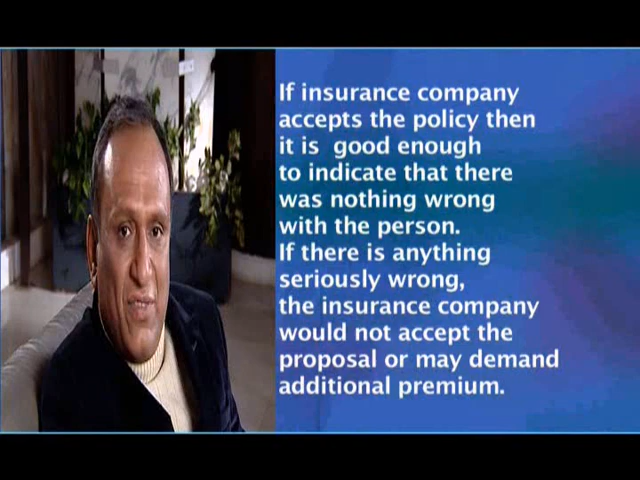 If insurance company
accepts the policy then
it is  good enough
to indicate that there
was nothing wrong
with the person.
If there is anything
seriously wrong,
the insurance company
would not accept the
proposal or may demand
additional premium.